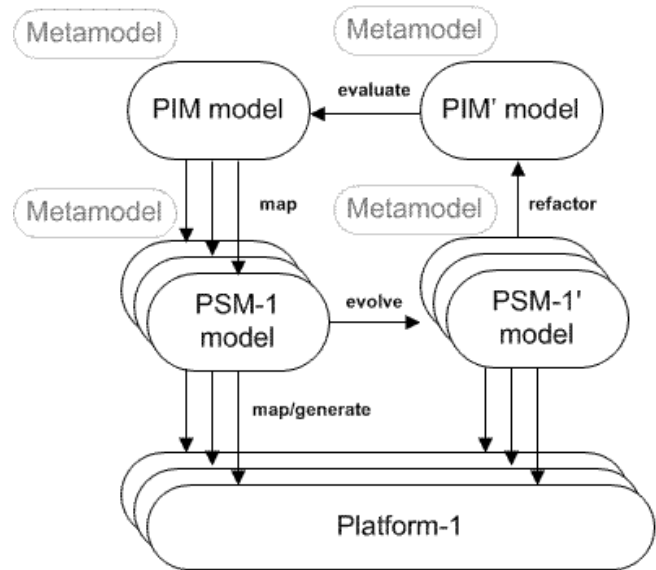 Metamodel
Metamodel
PIM model
evaluate
PIM' model
Metamodel
map
Metamodel
refactor
PSM-1
model
evolve
PSM-1'
model
map/generate
Platform-1